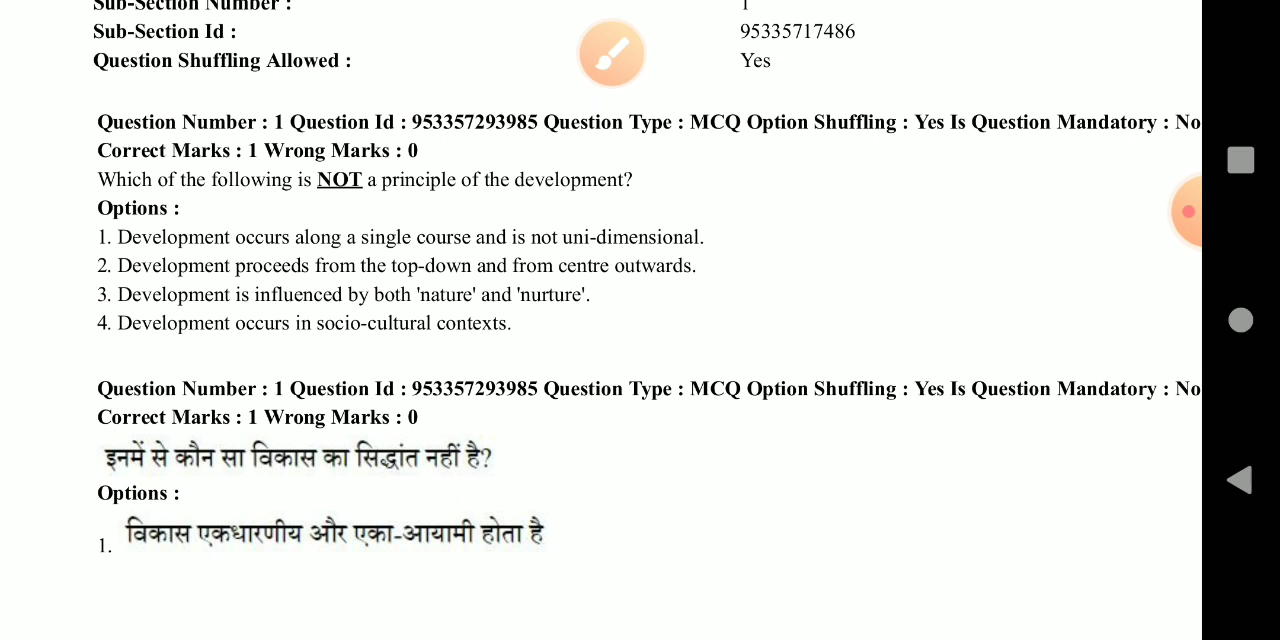 Sub-Section Number : 1
Sub-Section Id : 95335717486
Question Shuffling Allowed : Yes
Question Number : 1 Question Id : 953357293985 Question Type : MCQ Option Shuffling : Yes Is Question Mandatory : No
Correct Marks : 1 Wrong Marks : 0
Which of the following is NOT a principle of the development?
Options :
1. Development occurs along a single course and is not uni-dimensional.
2. Development proceeds from the top-down and from centre outwards.
3. Development is influenced by both 'nature' and 'nurture'.
4. Development occurs in socio-cultural contexts.
Question Number : 1 Question Id : 953357293985 Question Type : MCQ Option Shuffling : Yes Is Question Mandatory : No
Correct Marks : 1 Wrong Marks : 0
इनमें से कौन सा विकास का सिद्धांत नहीं है?
Options :
1. विकास एकधारणीय और एका-आयामी होता है